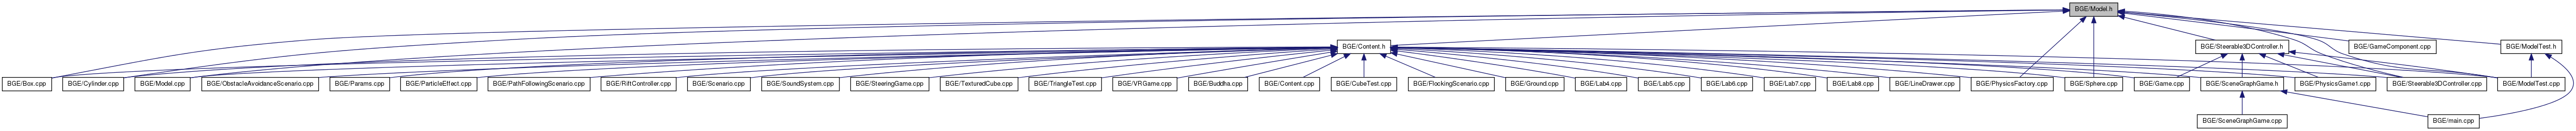 BGE/Model.h
BGE/Content.h
BGE/Steerable3DController.h
BGE/GameComponent.cpp
BGE/ModelTest.h
BGE/Box.cpp
BGE/Cylinder.cpp
BGE/Model.cpp
BGE/ObstacleAvoidanceScenario.cpp
BGE/Params.cpp
BGE/ParticleEffect.cpp
BGE/PathFollowingScenario.cpp
BGE/RiftController.cpp
BGE/Scenario.cpp
BGE/SoundSystem.cpp
BGE/SteeringGame.cpp
BGE/TexturedCube.cpp
BGE/TriangleTest.cpp
BGE/VRGame.cpp
BGE/Buddha.cpp
BGE/Content.cpp
BGE/CubeTest.cpp
BGE/FlockingScenario.cpp
BGE/Ground.cpp
BGE/Lab4.cpp
BGE/Lab5.cpp
BGE/Lab6.cpp
BGE/Lab7.cpp
BGE/Lab8.cpp
BGE/LineDrawer.cpp
BGE/PhysicsFactory.cpp
BGE/Sphere.cpp
BGE/Game.cpp
BGE/SceneGraphGame.h
BGE/PhysicsGame1.cpp
BGE/Steerable3DController.cpp
BGE/ModelTest.cpp
BGE/SceneGraphGame.cpp
BGE/main.cpp